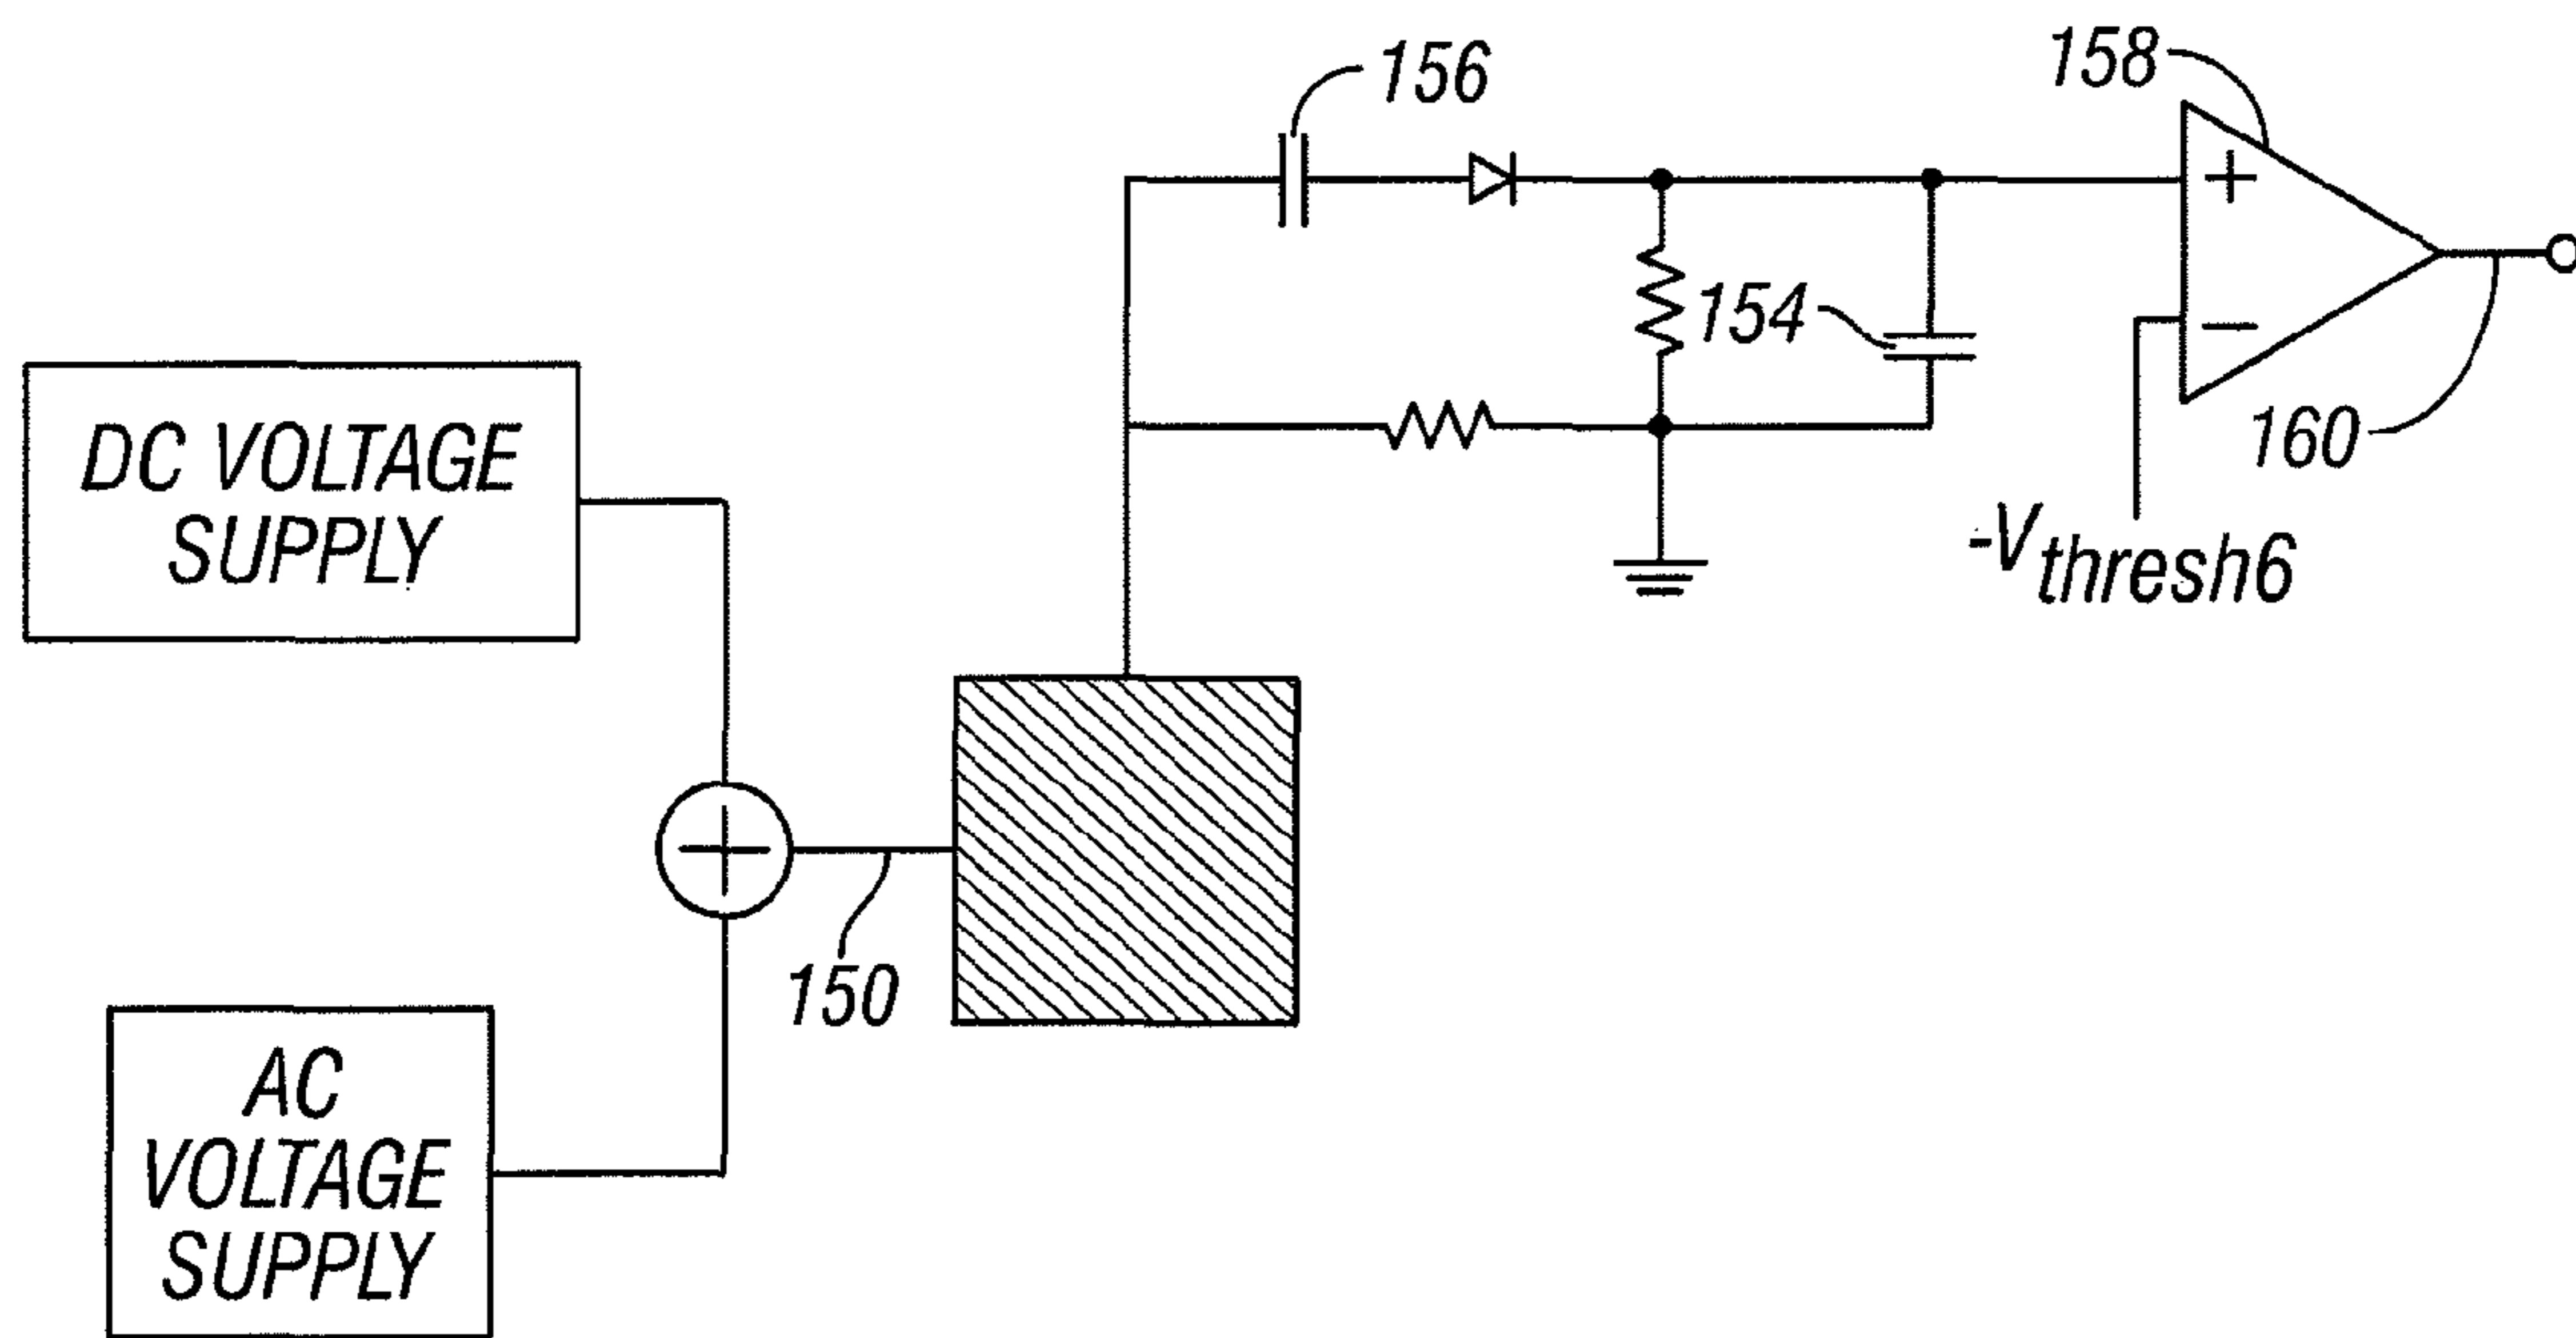 156
158
154
160
-Vthresh6
DC VOLTAGE
SUPPLY
150
AC
VOLTAGE
SUPPLY
+
−